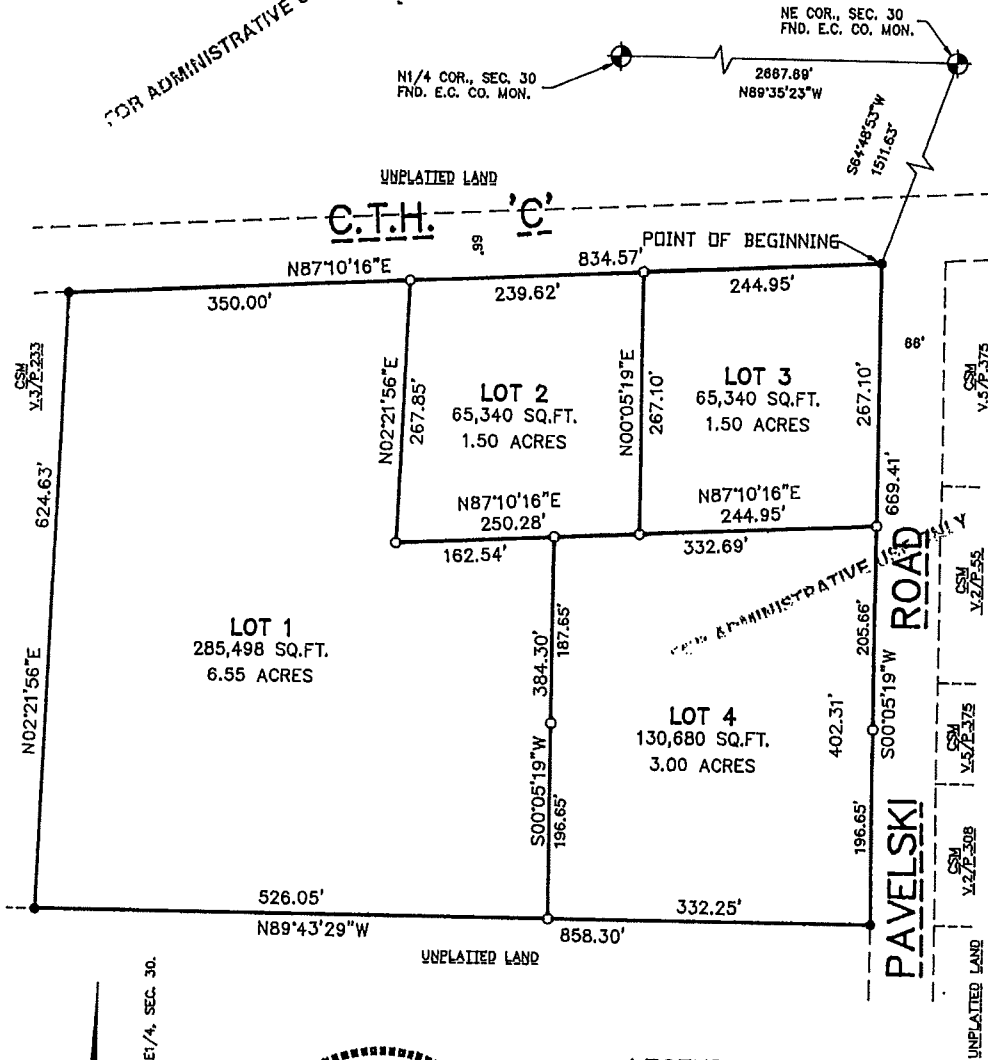 FOR ADMINISTRATIVE
NE COR., SEC. 30
FND. E.C. CO. MON.
N1/4 COR., SEC. 30
FND. E.C. CO. MON.
2667.69'
N89°35'23"W
S64°48'53"W
1511.63'
UNPLATTED LAND
C.T.H. 'C'
66'
POINT OF BEGINNING
N87°10'16"E
834.57'
350.00'
239.62'
244.95'
CSM
V.3/P.233
66'
CSM
V.5/P.375
N02°21'56"E
267.85'
LOT 2
65,340 SQ.FT.
1.50 ACRES
N00°05'19"E
267.10'
LOT 3
65,340 SQ.FT.
1.50 ACRES
267.10'
624.63'
669.41'
N87°10'16"E
250.28'
N87°10'16"E
244.95'
162.54'
332.69'
FOR ADMINISTRATIVE USE ONLY
CSM
V.2/P.55
LOT 1
285,498 SQ.FT.
6.55 ACRES
N02°21'56"E
384.30'
187.65'
205.66'
S00°05'19"W
LOT 4
130,680 SQ.FT.
3.00 ACRES
402.31'
CSM
V.5/P.375
S00°05'19"W
196.65'
196.65'
PAVELSKI ROAD
CSM
V.2/P.308
526.05'
332.25'
N89°43'29"W
858.30'
UNPLATTED LAND
UNPLATTED LAND
E1/4, SEC. 30.